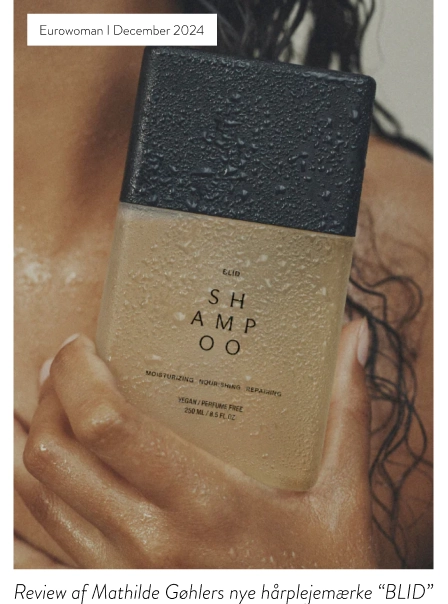 Eurowoman I December 2024
BLID
SH
AMP
OO
MOISTURIZING, NOURISHING, REPAIRING
VEGAN / PERFUME FREE
250 ML / 8.5 FL.OZ
Review af Mathilde Gøhlers nye hårplejemærke “BLID”